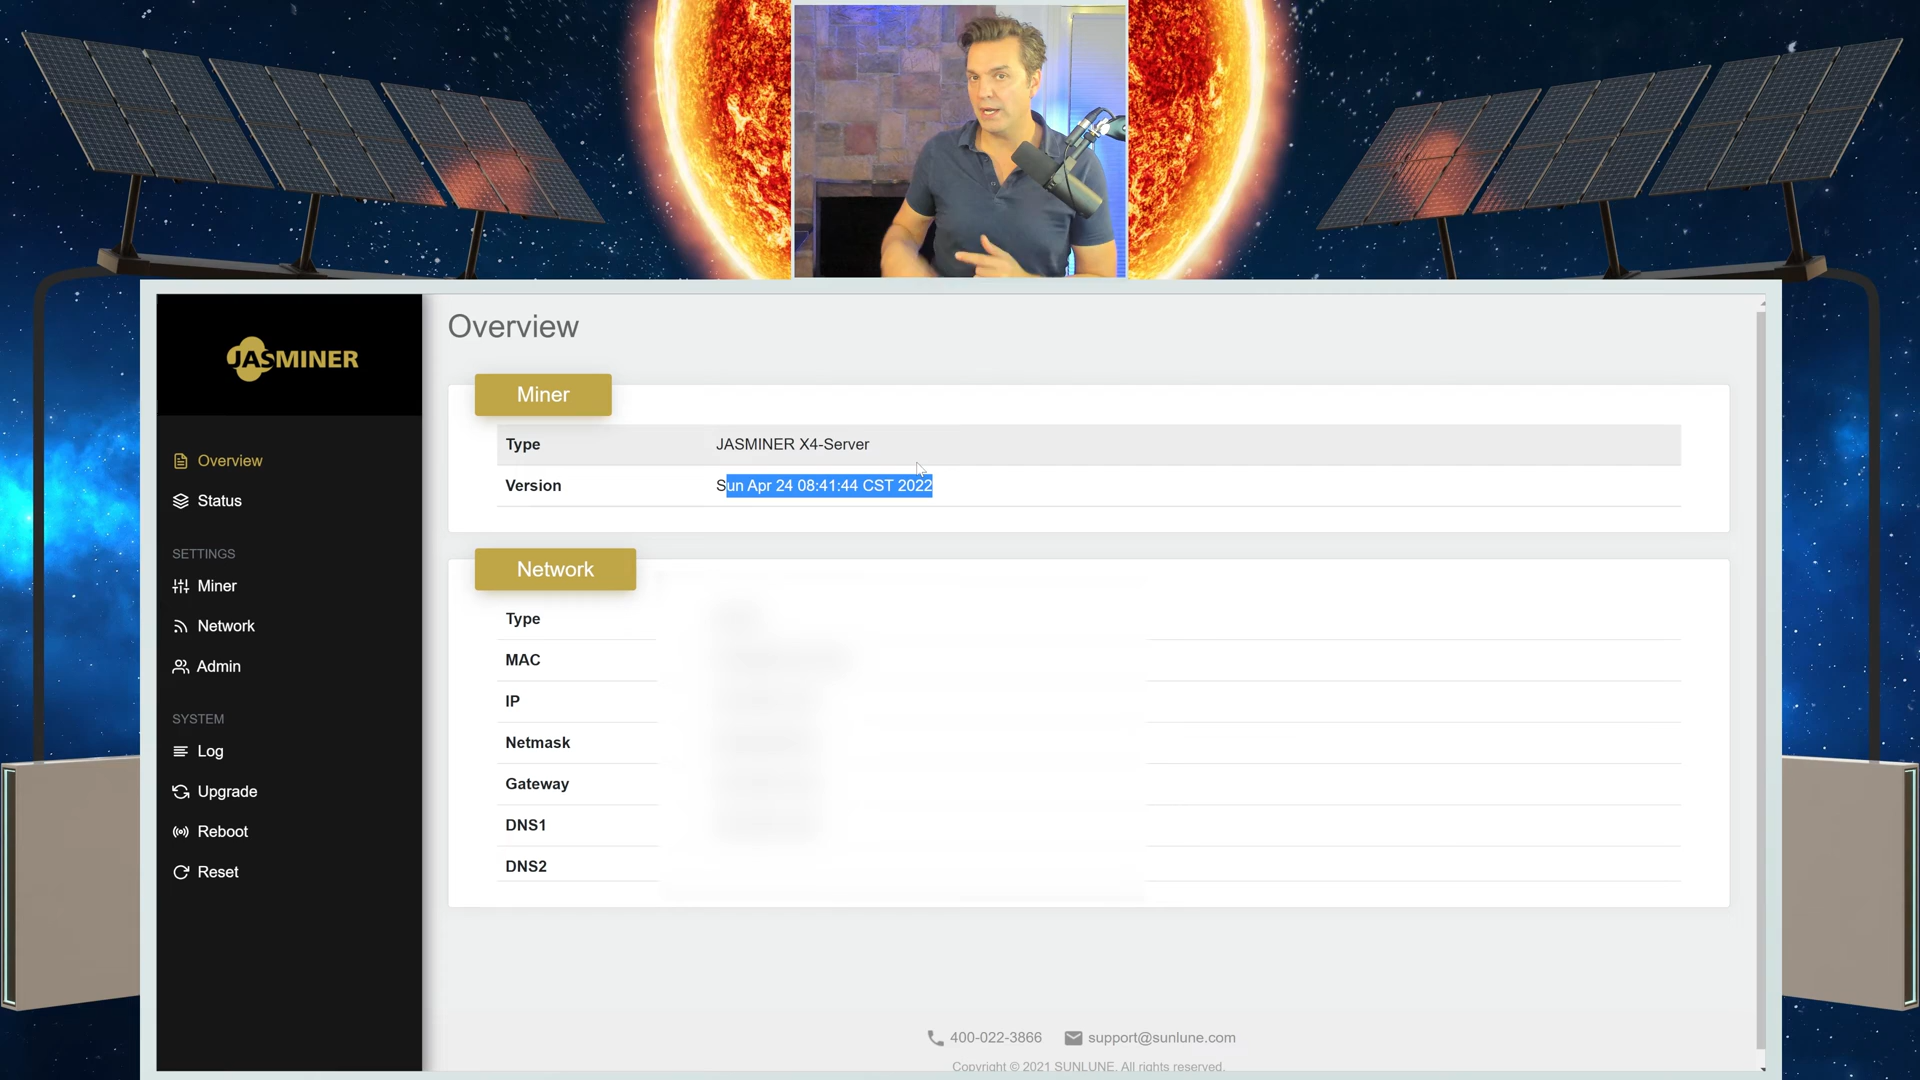 JASMINER
Overview
Status
SETTINGS
Miner
Network
Admin
SYSTEM
Log
Upgrade
Reboot
Reset
Overview
Miner
Type JASMINER X4-Server
Version Sun Apr 24 08:41:44 CST 2022
Network
Type
MAC
IP
Netmask
Gateway
DNS1
DNS2
400-022-3866 support@sunlune.com
Copyright © 2021 SUNLUNE. All rights reserved.